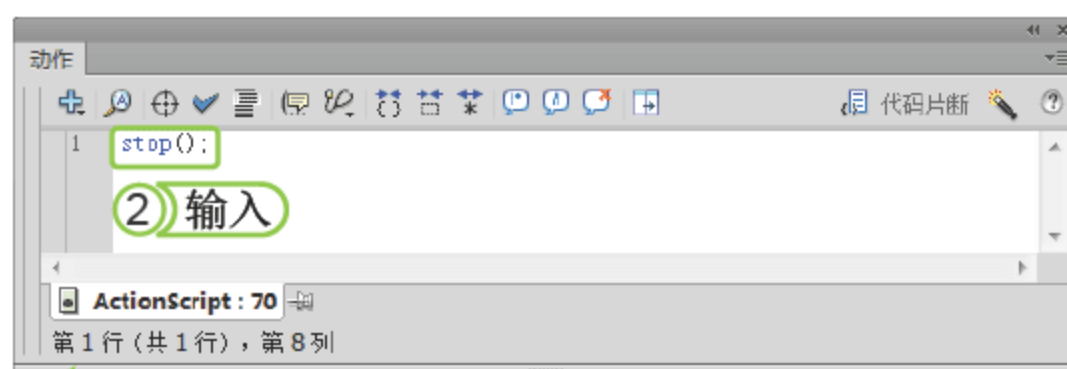 动作
代码片断
1 stop();
2 输入
ActionScript : 70
第 1 行 (共 1 行) ，第 8 列